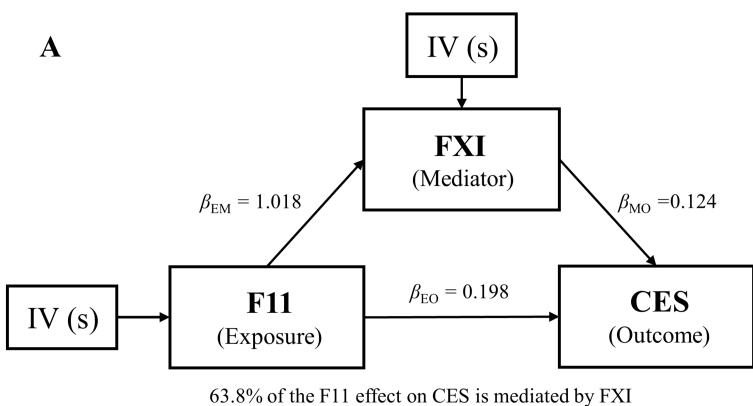 A
IV (s)
FXI
(Mediator)
βEM = 1.018
βMO =0.124
IV (s)
F11
(Exposure)
βEO = 0.198
CES
(Outcome)
63.8% of the F11 effect on CES is mediated by FXI